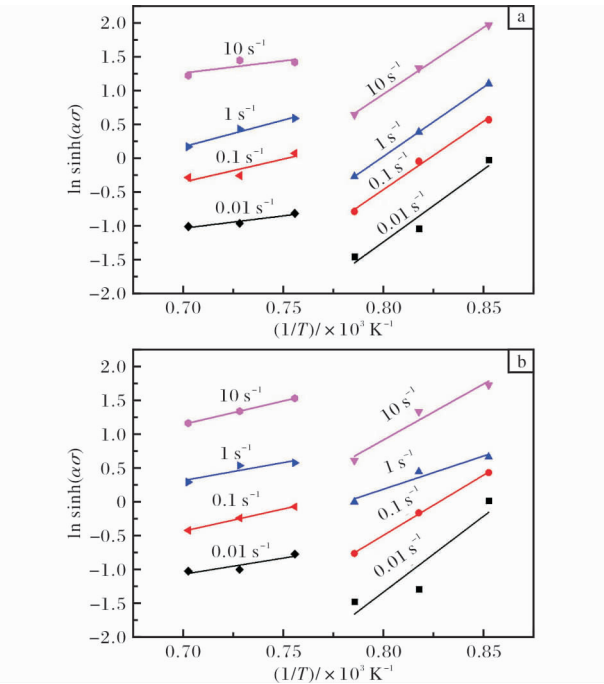 a
2.0
1.5
1.0
0.5
0
−0.5
−1.0
−1.5
−2.0
ln sinh(ασ)
10 s⁻¹
1 s⁻¹
0.1 s⁻¹
0.01 s⁻¹
10 s⁻¹
1 s⁻¹
0.1 s⁻¹
0.01 s⁻¹
0.70 0.75 0.80 0.85
(1/T)/×10³ K⁻¹
b
2.0
1.5
1.0
0.5
0
−0.5
−1.0
−1.5
−2.0
ln sinh(ασ)
10 s⁻¹
1 s⁻¹
0.1 s⁻¹
0.01 s⁻¹
10 s⁻¹
1 s⁻¹
0.1 s⁻¹
0.01 s⁻¹
0.70 0.75 0.80 0.85
(1/T)/×10³ K⁻¹